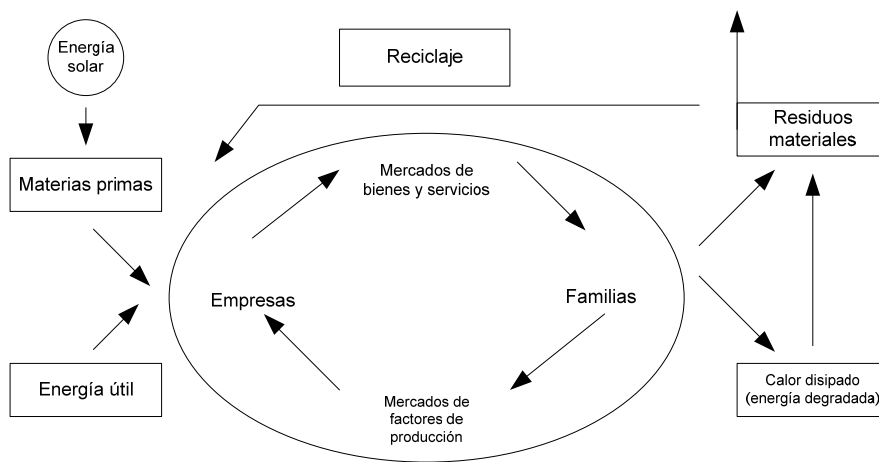 Energía
solar
Reciclaje
Residuos
materiales
Materias primas
Mercados de
bienes y servicios
Empresas
Familias
Energía útil
Mercados de
factores de
producción
Calor disipado
(energía degradada)